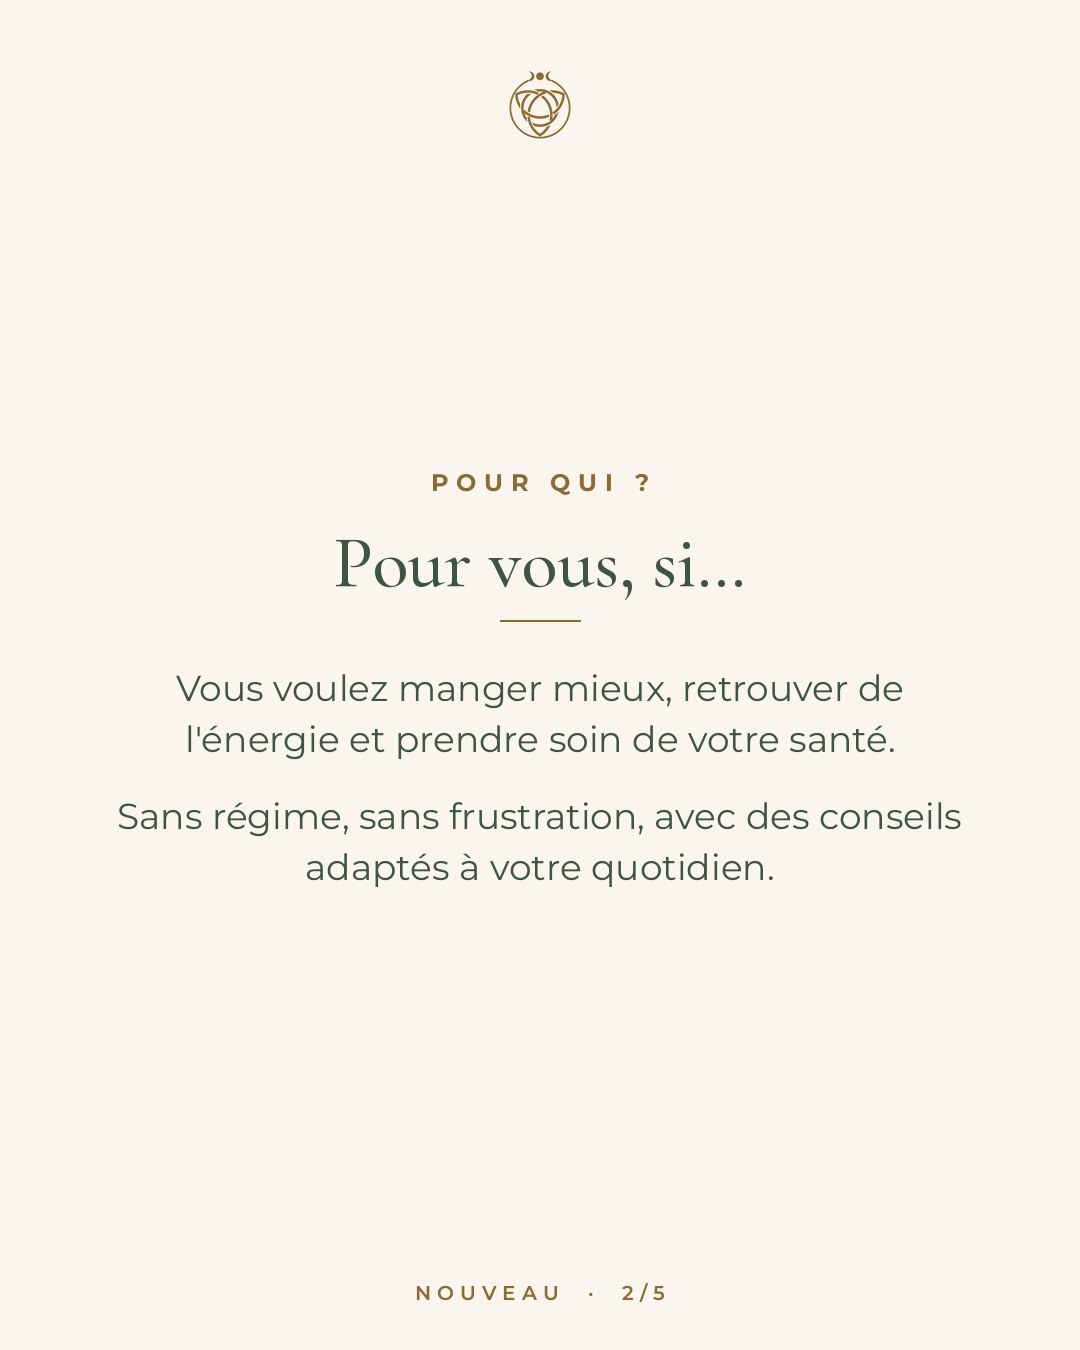 POUR QUI ?
Pour vous, si...
Vous voulez manger mieux, retrouver de
l'énergie et prendre soin de votre santé.
Sans régime, sans frustration, avec des conseils
adaptés à votre quotidien.
NOUVEAU · 2/5